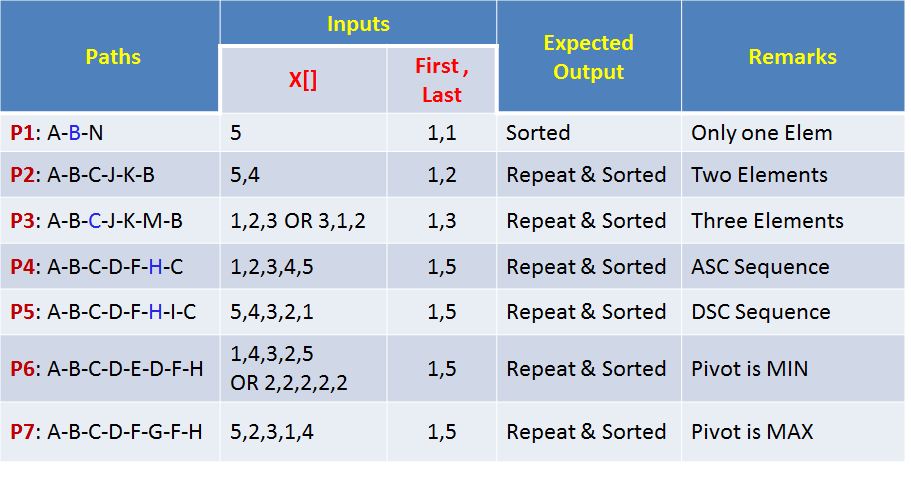 Paths
Inputs
Expected
Output
Remarks
X[]
First ,
Last
P1: A-B-N
5
1,1
Sorted
Only one Elem
P2: A-B-C-J-K-B
5,4
1,2
Repeat & Sorted
Two Elements
P3: A-B-C-J-K-M-B
1,2,3 OR 3,1,2
1,3
Repeat & Sorted
Three Elements
P4: A-B-C-D-F-H-C
1,2,3,4,5
1,5
Repeat & Sorted
ASC Sequence
P5: A-B-C-D-F-H-I-C
5,4,3,2,1
1,5
Repeat & Sorted
DSC Sequence
P6: A-B-C-D-E-D-F-H
1,4,3,2,5
OR 2,2,2,2,2
1,5
Repeat & Sorted
Pivot is MIN
P7: A-B-C-D-F-G-F-H
5,2,3,1,4
1,5
Repeat & Sorted
Pivot is MAX